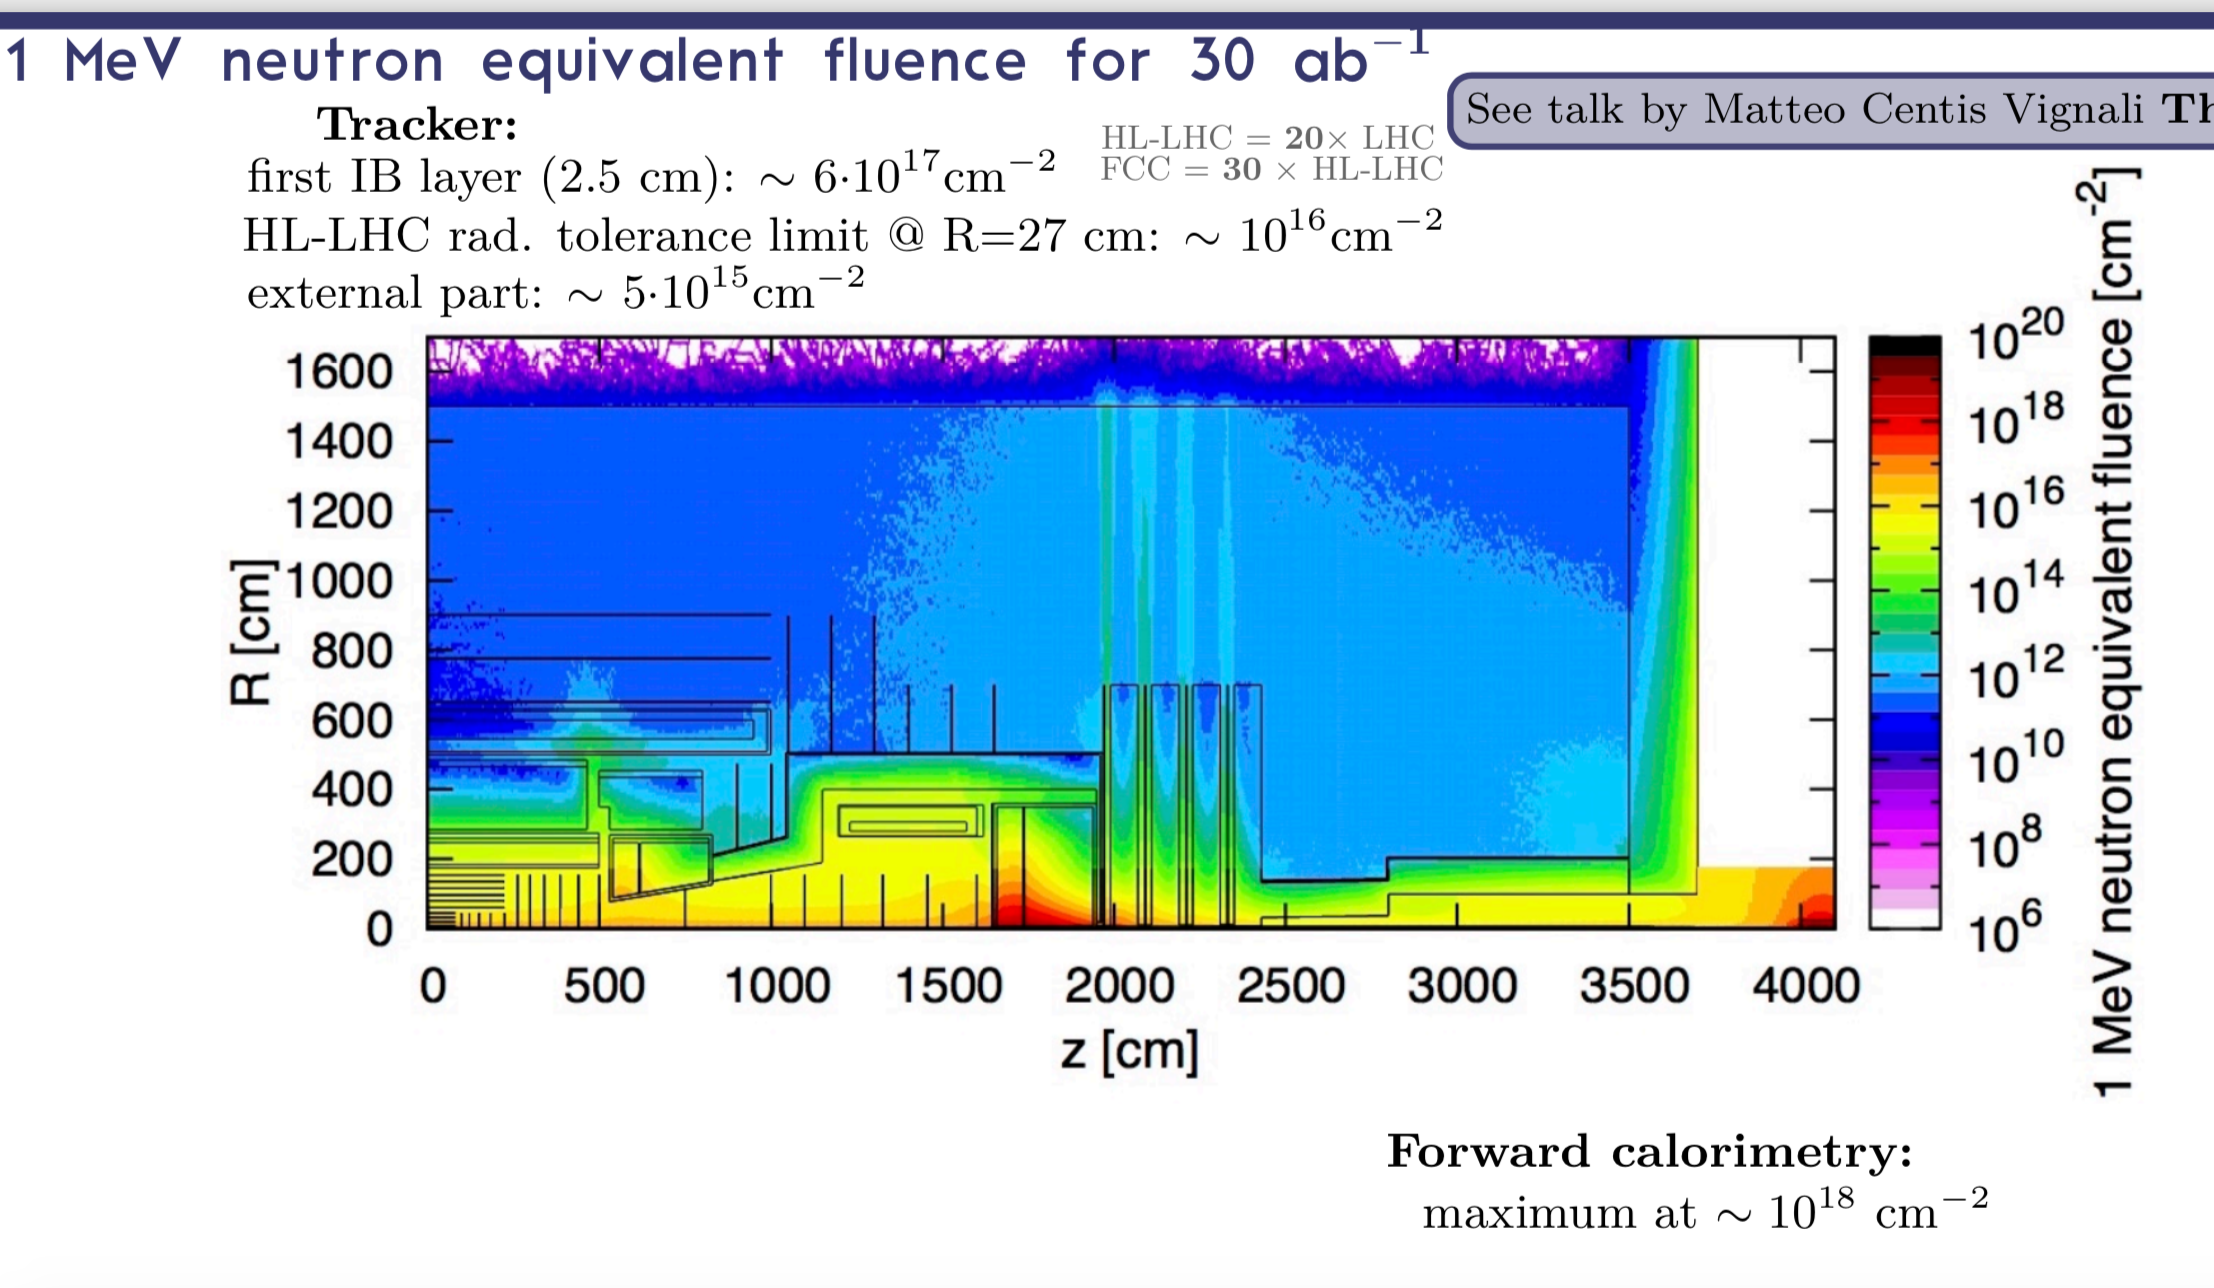 1 MeV neutron equivalent fluence for 30 ab⁻¹
See talk by Matteo Centis Vignali
Tracker:
first IB layer (2.5 cm): ∼ 6·10¹⁷cm⁻²
HL-LHC = 20× LHC
FCC = 30 × HL-LHC
HL-LHC rad. tolerance limit @ R=27 cm: ∼ 10¹⁶cm⁻²
external part: ∼ 5·10¹⁵cm⁻²
R [cm]
1600
1400
1200
1000
800
600
400
200
0
0 500 1000 1500 2000 2500 3000 3500 4000
z [cm]
10²⁰
10¹⁸
10¹⁶
10¹⁴
10¹²
10¹⁰
10⁸
10⁶
1 MeV neutron equivalent fluence [cm⁻²]
Forward calorimetry:
maximum at ∼ 10¹⁸ cm⁻²